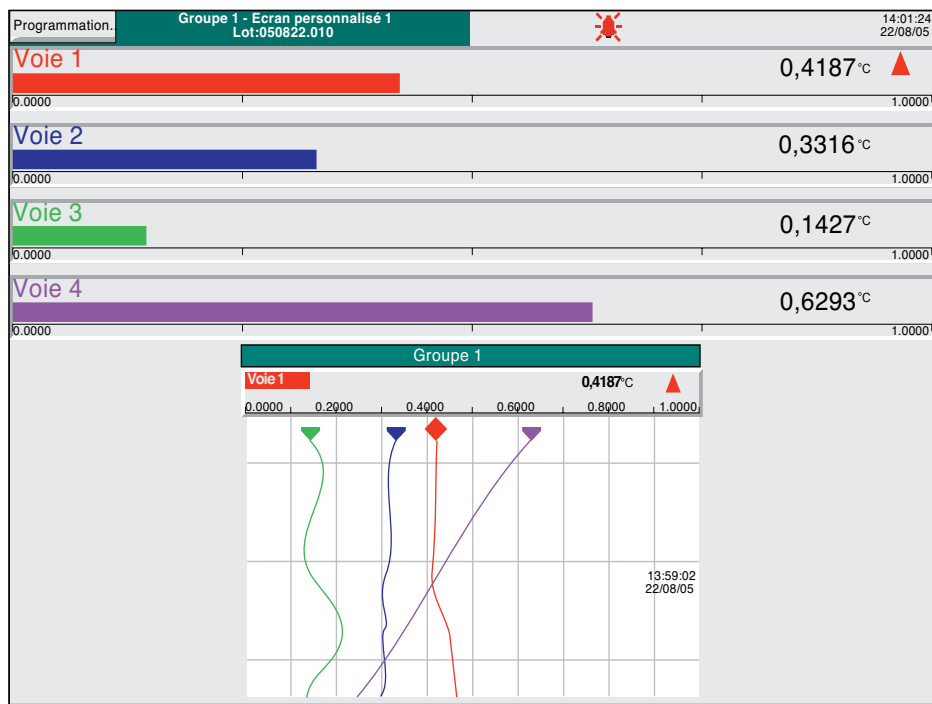 Programmation..
Groupe 1 - Ecran personnalisé 1
Lot:050822.010
14:01:24
22/08/05
Voie 1
0,4187°C
0.0000 1.0000
Voie 2
0,3316°C
0.0000 1.0000
Voie 3
0,1427°C
0.0000 1.0000
Voie 4
0,6293°C
0.0000 1.0000
Groupe 1
Voie 1 0,4187°C
0.0000 0.2000 0.4000 0.6000 0.8000 1.0000
13:59:02
22/08/05